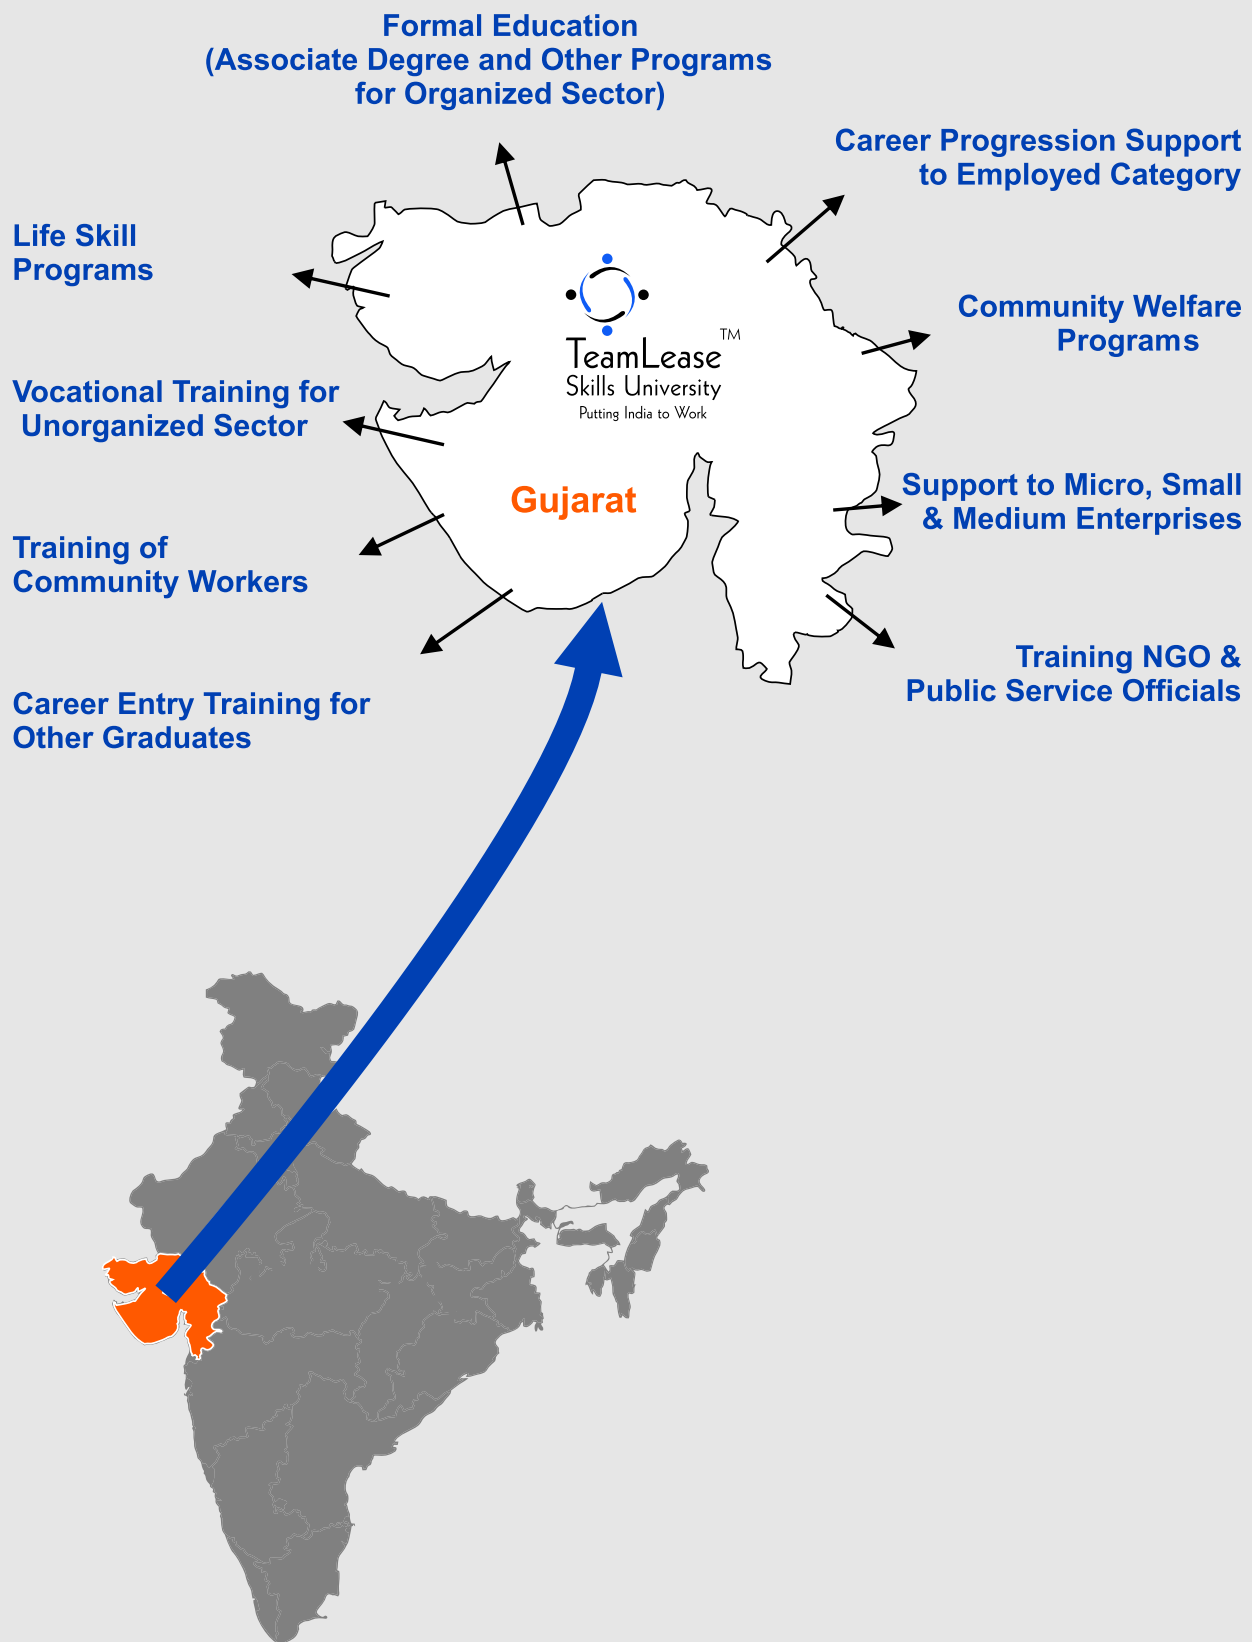 Formal Education
(Associate Degree and Other Programs
for Organized Sector)
Career Progression Support
to Employed Category
Life Skill
Programs
Community Welfare
Programs
TeamLease™
Skills University
Putting India to Work
Vocational Training for
Unorganized Sector
Gujarat
Support to Micro, Small
& Medium Enterprises
Training of
Community Workers
Training NGO &
Public Service Officials
Career Entry Training for
Other Graduates